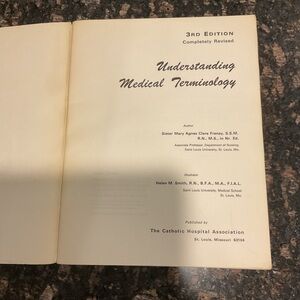 3RD EDITION
Completely Revised
Understanding
Medical Terminology
Author
Sister Mary Agnes Clare Frenay, S.S.M.
R.N., M.S., in Nr. Ed.
Associate Professor, Department of Nursing
Saint Louis University, St. Louis, Mo.
Illustrator
Helen M. Smith, R.N., B.F.A., M.A., F.I.A.L.
Saint Louis University, Medical School
St. Louis, Mo.
Published by
The Catholic Hospital Association
St. Louis, Missouri 63104